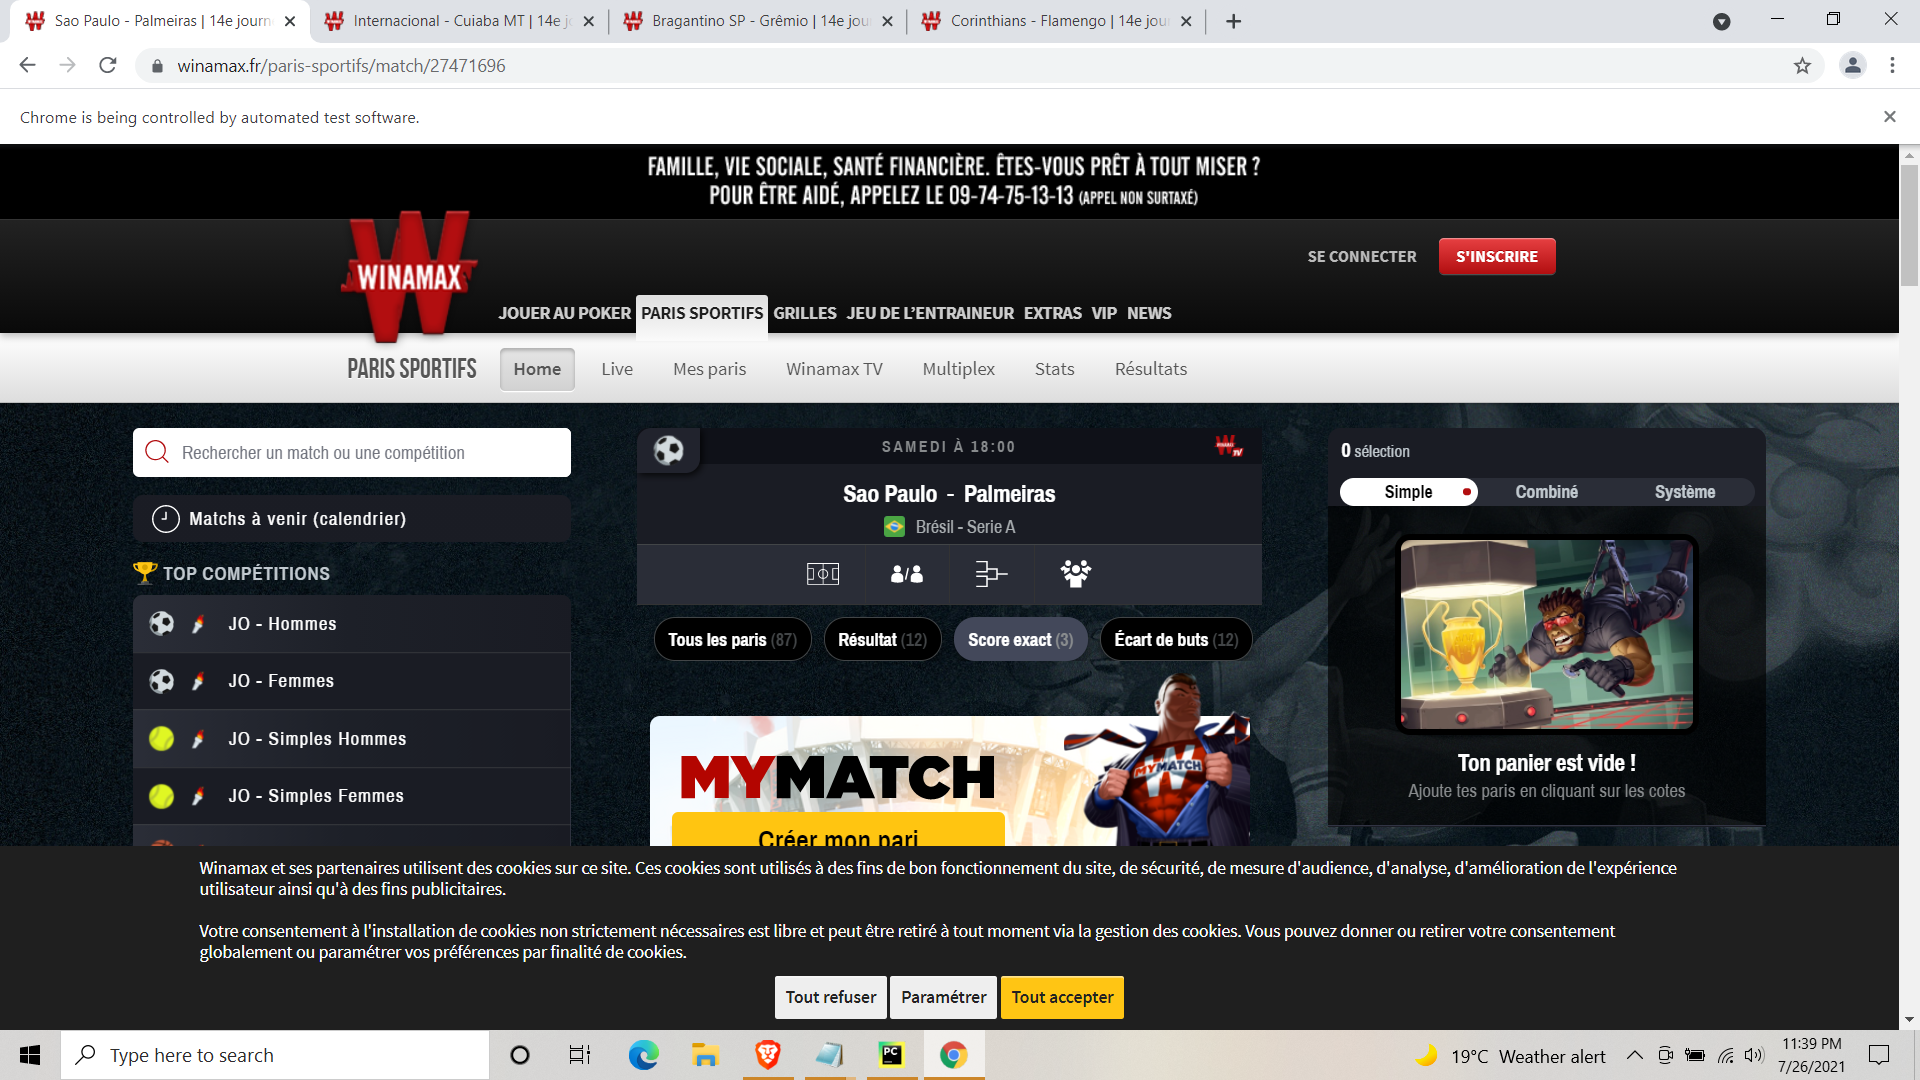 Sao Paulo - Palmeiras | 14e journ
Internacional - Cuiaba MT | 14e j
Bragantino SP - Grêmio | 14e jou
Corinthians - Flamengo | 14e jou
winamax.fr/paris-sportifs/match/27471696
Chrome is being controlled by automated test software.
FAMILLE, VIE SOCIALE, SANTÉ FINANCIÈRE. ÊTES-VOUS PRÊT À TOUT MISER ?
POUR ÊTRE AIDÉ, APPELEZ LE 09-74-75-13-13 (APPEL NON SURTAXÉ)
WINAMAX
SE CONNECTER
S'INSCRIRE
JOUER AU POKER PARIS SPORTIFS GRILLES JEU DE L'ENTRAINEUR EXTRAS VIP NEWS
PARIS SPORTIFS
Home Live Mes paris Winamax TV Multiplex Stats Résultats
Rechercher un match ou une compétition
Matchs à venir (calendrier)
TOP COMPÉTITIONS
JO - Hommes
JO - Femmes
JO - Simples Hommes
JO - Simples Femmes
SAMEDI À 18:00
Sao Paulo - Palmeiras
Brésil - Serie A
Tous les paris (87) Résultat (12) Score exact (3) Écart de buts (12)
MYMATCH
MYMATCH
Créer mon pari
0 sélection
Simple Combiné Système
Ton panier est vide !
Ajoute tes paris en cliquant sur les cotes
Winamax et ses partenaires utilisent des cookies sur ce site. Ces cookies sont utilisés à des fins de bon fonctionnement du site, de sécurité, de mesure d'audience, d'analyse, d'amélioration de l'expérience
utilisateur ainsi qu'à des fins publicitaires.
Votre consentement à l'installation de cookies non strictement nécessaires est libre et peut être retiré à tout moment via la gestion des cookies. Vous pouvez donner ou retirer votre consentement
globalement ou paramétrer vos préférences par finalité de cookies.
Tout refuser Paramétrer Tout accepter
Type here to search
PC
19°C Weather alert
11:39 PM
7/26/2021